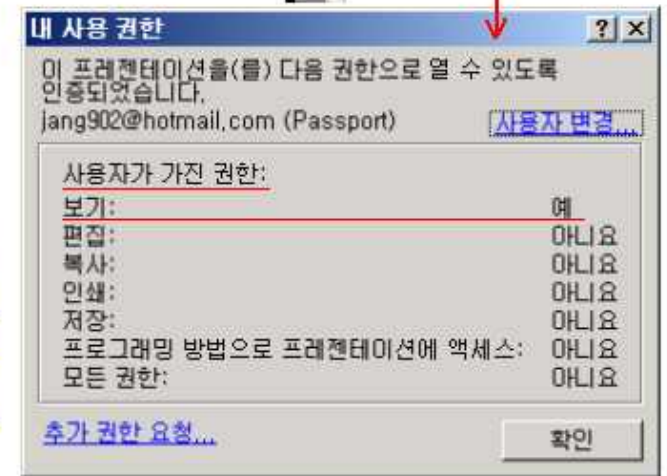 내 사용 권한
이 프레젠테이션을(를) 다음 권한으로 열 수 있도록
인증되었습니다.
jang902@hotmail.com (Passport) 사용자 변경...
사용자가 가진 권한:
보기: 예
편집: 아니요
복사: 아니요
인쇄: 아니요
저장: 아니요
프로그래밍 방법으로 프레젠테이션에 액세스: 아니요
모든 권한: 아니요
추가 권한 요청... 확인